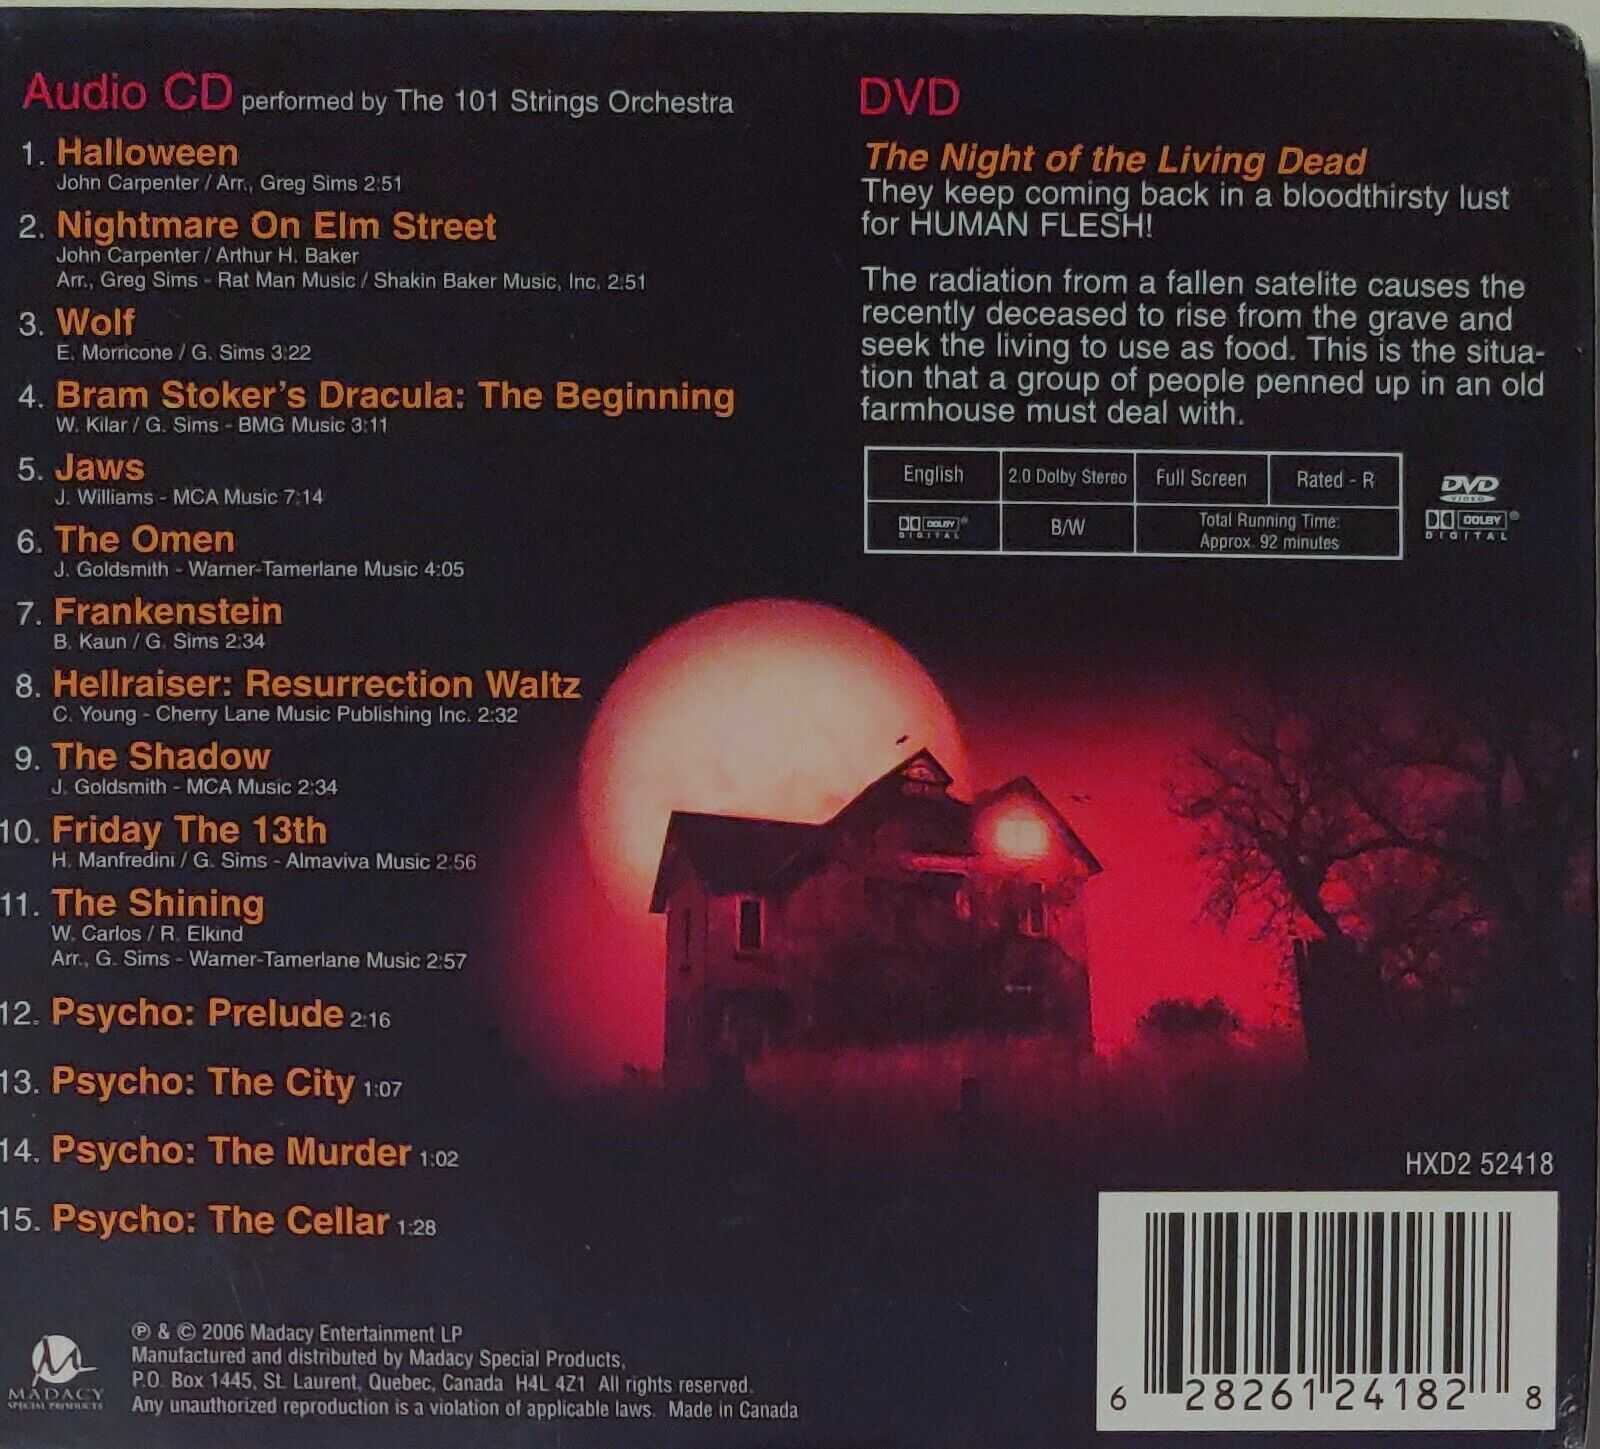 Audio CD performed by The 101 Strings Orchestra
1. Halloween
John Carpenter / Arr., Greg Sims 2:51
2. Nightmare On Elm Street
John Carpenter / Arthur H. Baker
Arr., Greg Sims - Rat Man Music / Shakin Baker Music, Inc. 2:51
3. Wolf
E. Morricone / G. Sims 3:22
4. Bram Stoker's Dracula: The Beginning
W. Kilar / G. Sims - BMG Music 3:11
5. Jaws
J. Williams - MCA Music 7:14
6. The Omen
J. Goldsmith - Warner-Tamerlane Music 4:05
7. Frankenstein
B. Kaun / G. Sims 2:34
8. Hellraiser: Resurrection Waltz
C. Young - Cherry Lane Music Publishing Inc. 2:32
9. The Shadow
J. Goldsmith - MCA Music 2:34
10. Friday The 13th
H. Manfredini / G. Sims - Almaviva Music 2:56
11. The Shining
W. Carlos / R. Elkind
Arr., G. Sims - Warner-Tamerlane Music 2:57
12. Psycho: Prelude 2:16
13. Psycho: The City 1:07
14. Psycho: The Murder 1:02
15. Psycho: The Cellar 1:28
DVD
The Night of the Living Dead
They keep coming back in a bloodthirsty lust
for HUMAN FLESH!
The radiation from a fallen satelite causes the
recently deceased to rise from the grave and
seek the living to use as food. This is the situa-
tion that a group of people penned up in an old
farmhouse must deal with.
English 2.0 Dolby Stereo Full Screen Rated - R
DOLBY DIGITAL B/W Total Running Time:
Approx. 92 minutes
DVD VIDEO
DOLBY DIGITAL
HXD2 52418
6 28261 24182 8
MADACY
SPECIAL PRODUCTS
℗ & © 2006 Madacy Entertainment LP
Manufactured and distributed by Madacy Special Products,
P.O. Box 1445, St. Laurent, Quebec, Canada H4L 4Z1 All rights reserved.
Any unauthorized reproduction is a violation of applicable laws. Made in Canada